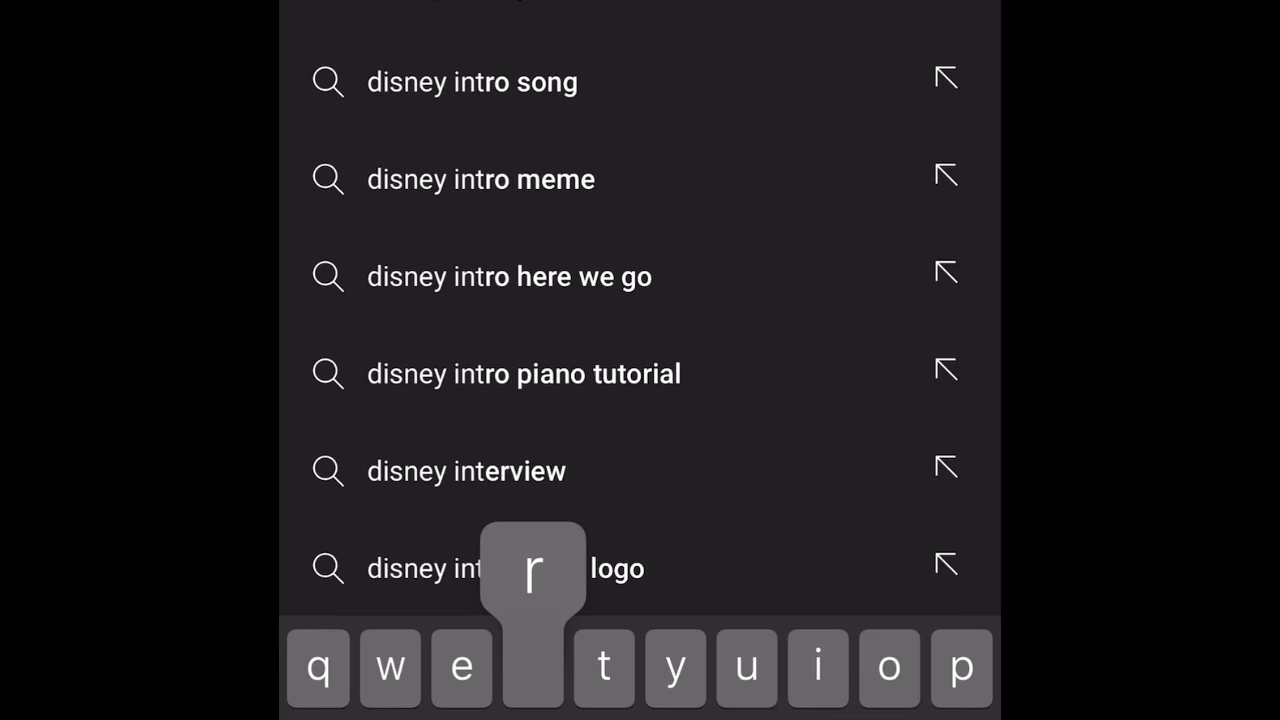 disney intro song
disney intro meme
disney intro here we go
disney intro piano tutorial
disney interview
disney int logo
r
q w e t y u i o p